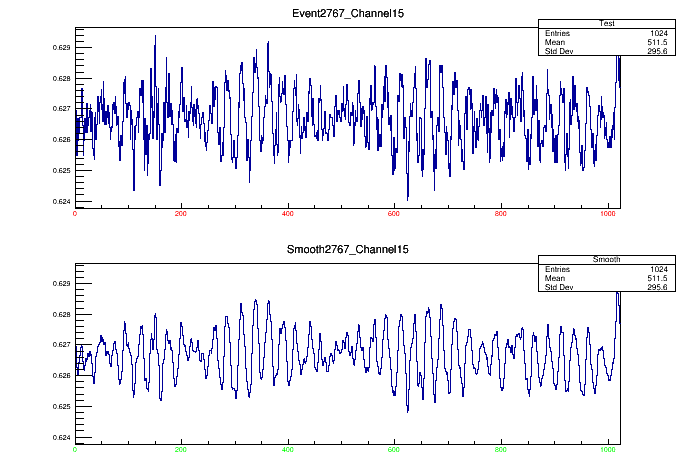 Event2767_Channel15
Test
Entries 1024
Mean 511.5
Std Dev 295.6
0.629
0.628
0.627
0.626
0.625
0.624
0 200 400 600 800 1000
Smooth2767_Channel15
Smooth
Entries 1024
Mean 511.5
Std Dev 295.6
0.629
0.628
0.627
0.626
0.625
0.624
0 200 400 600 800 1000